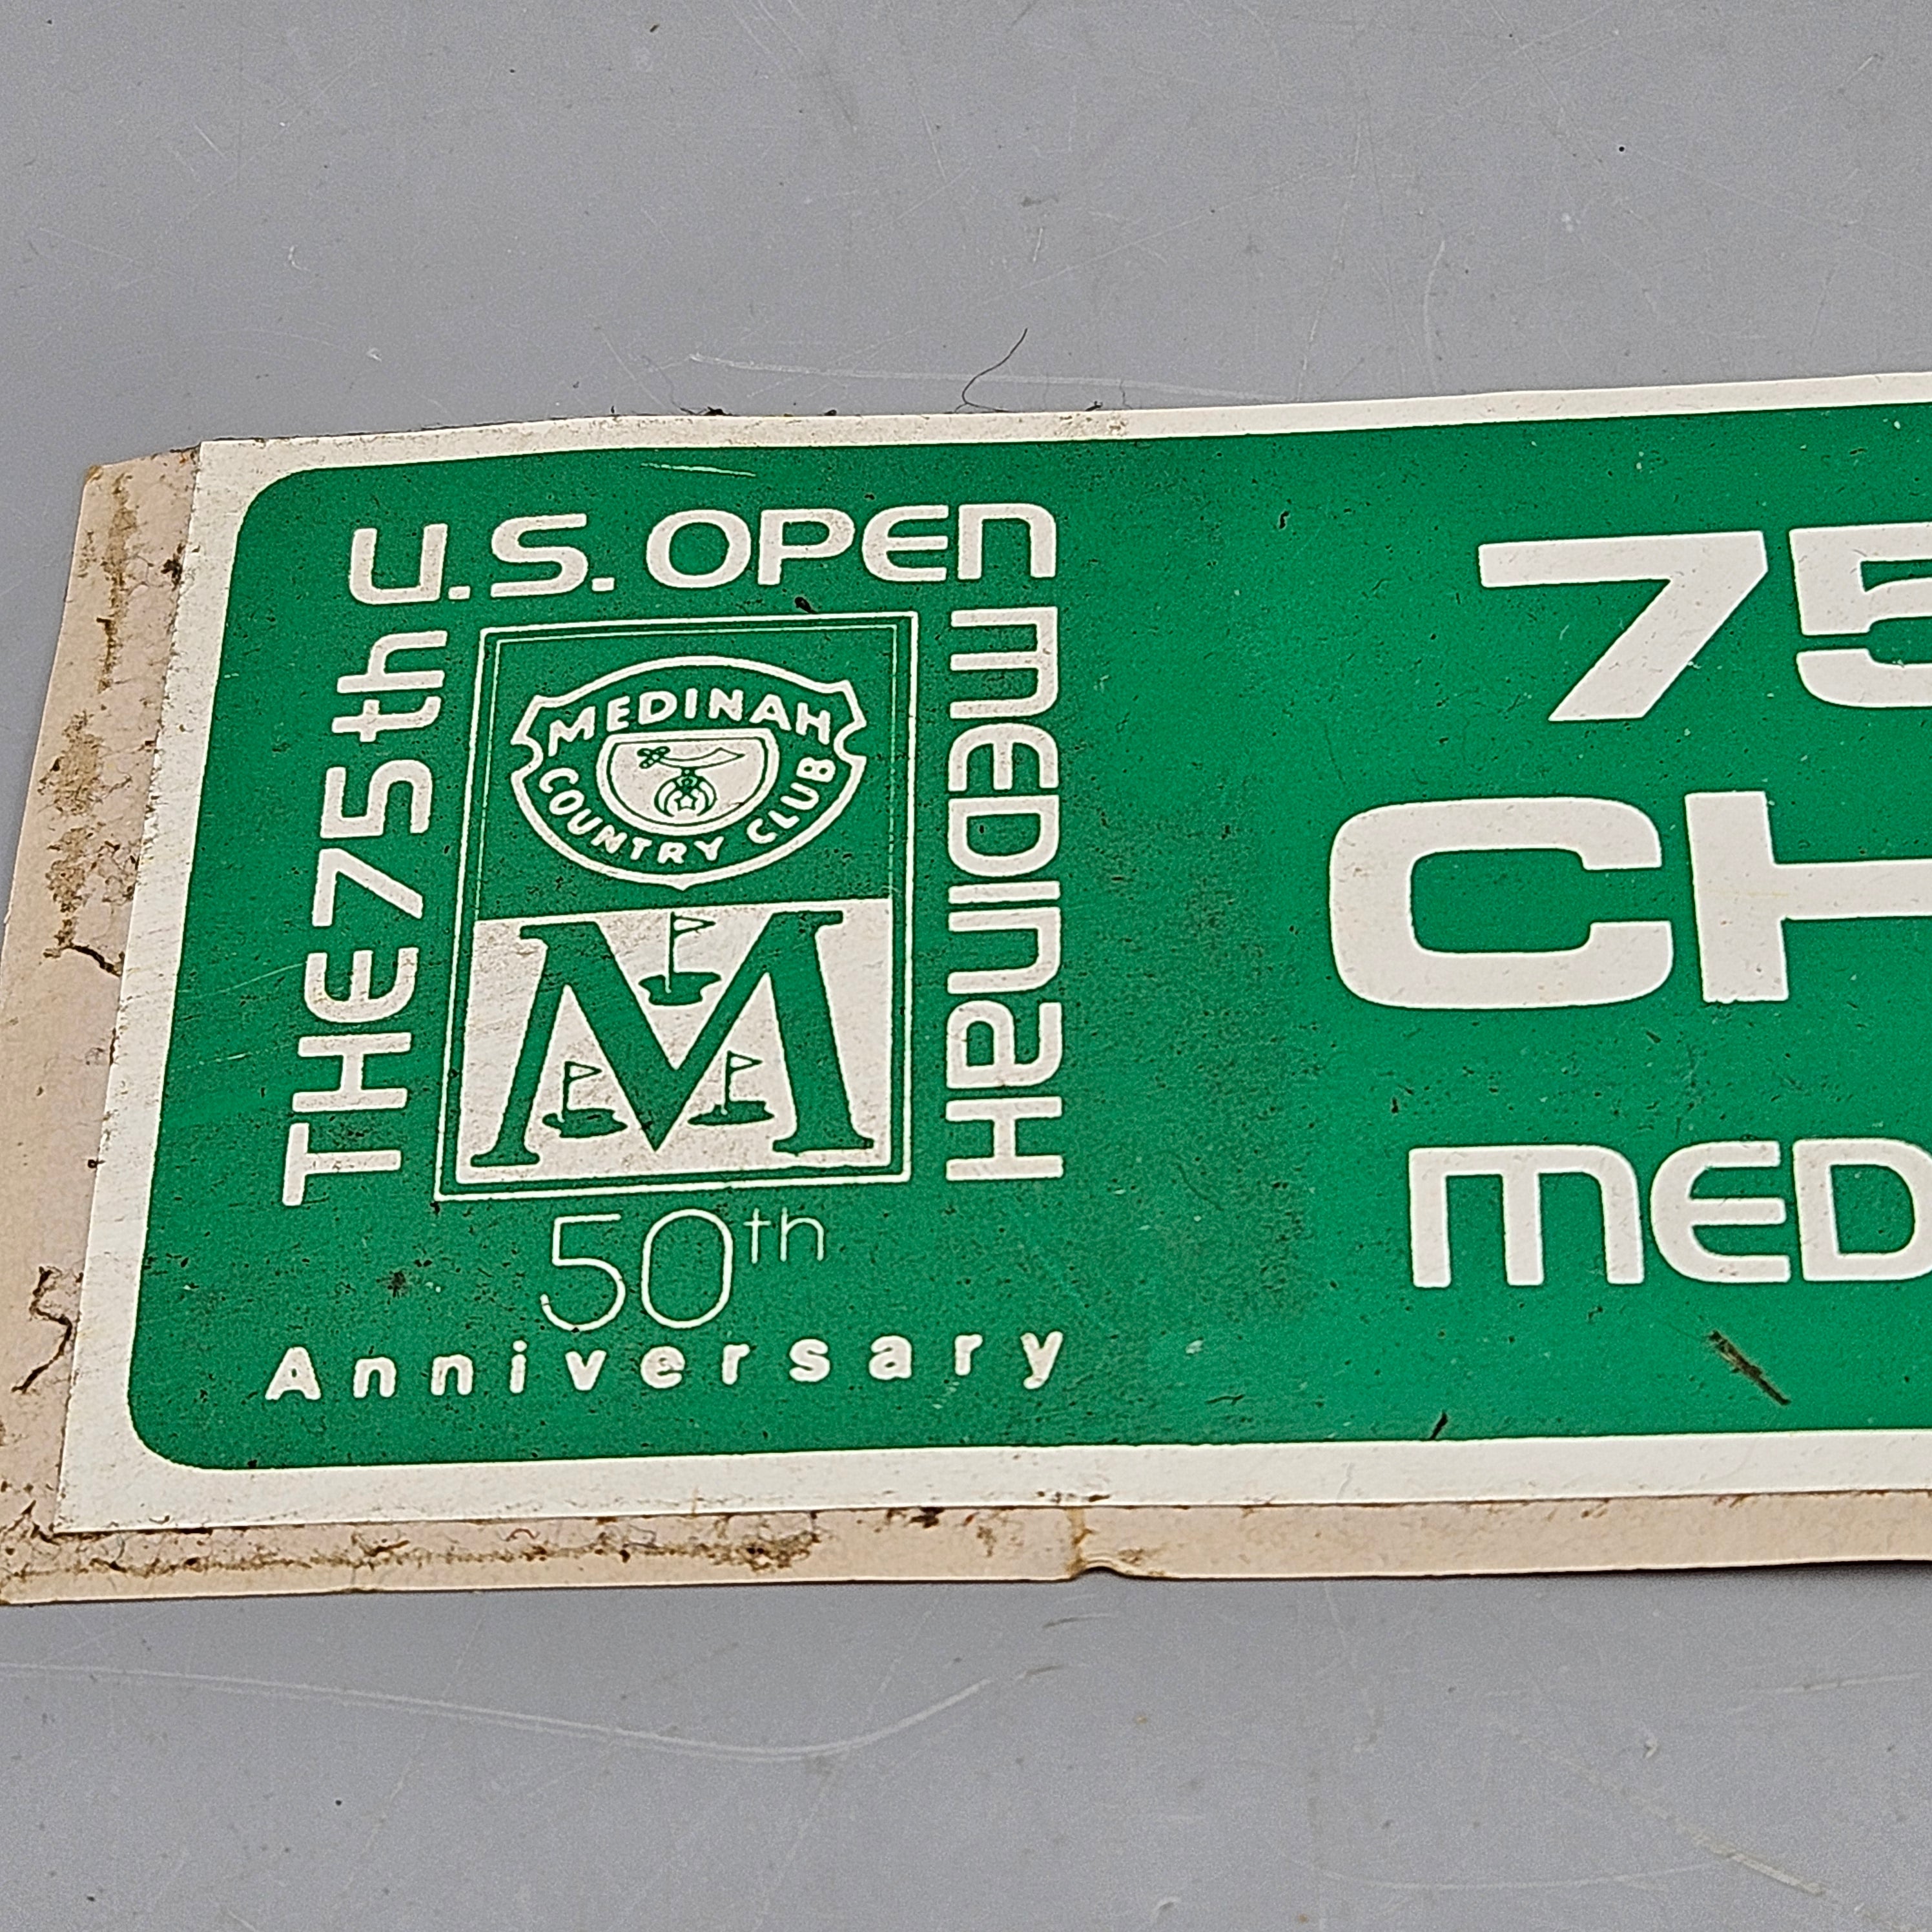 THE 75th
U.S. OPEN
MEDINAH
MEDINAH
COUNTRY CLUB
M
50th
Anniversary
75
CH
MED